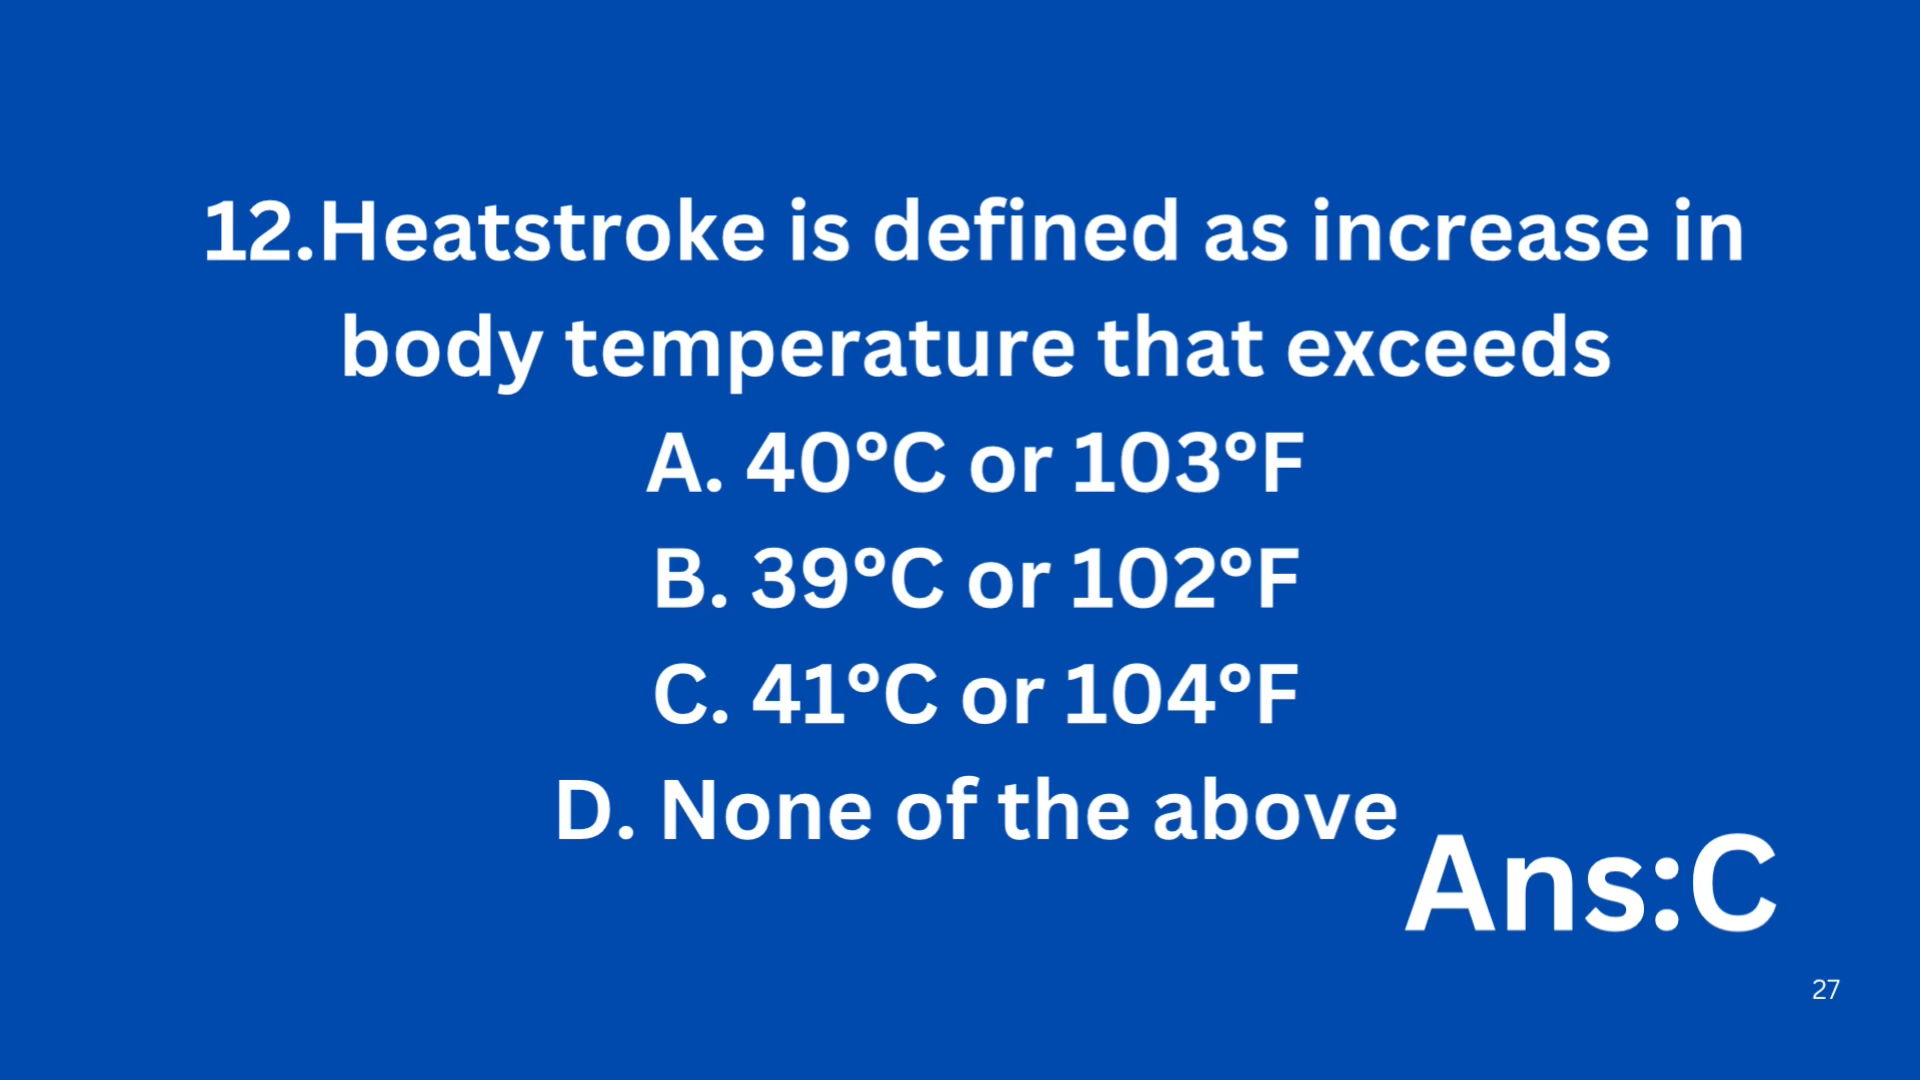 12.Heatstroke is defined as increase in
body temperature that exceeds
A. 40°C or 103°F
B. 39°C or 102°F
C. 41°C or 104°F
D. None of the above
Ans:C
27